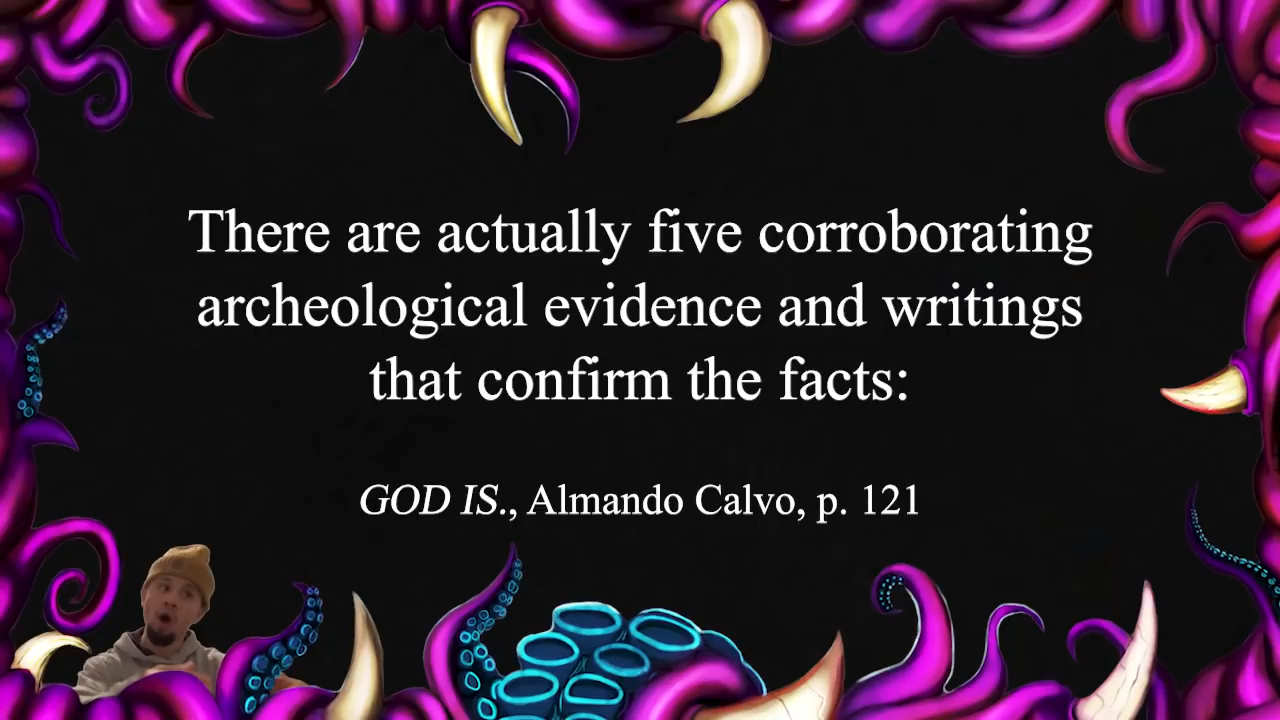 There are actually five corroborating
archeological evidence and writings
that confirm the facts:
GOD IS., Almando Calvo, p. 121